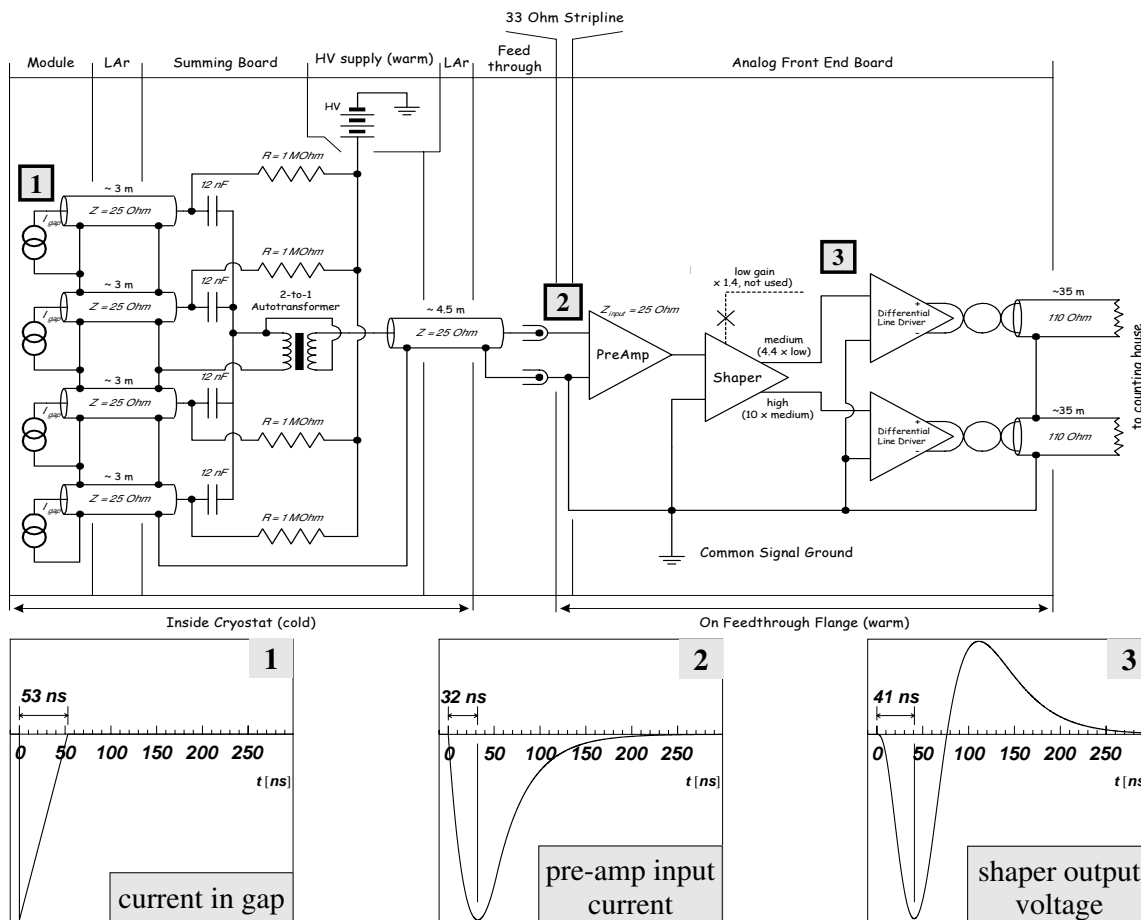 33 Ohm Stripline
Module
LAr
Summing Board
HV supply (warm)
LAr
Feed
through
Analog Front End Board
HV
R = 1 MOhm
1
~ 3 m
12 nF
I gap
Z = 25 Ohm
R = 1 MOhm
~ 3 m
12 nF
Z = 25 Ohm
2-to-1
Autotransformer
~ 4.5 m
Z = 25 Ohm
~ 3 m
12 nF
Z = 25 Ohm
I gap
R = 1 MOhm
~ 3 m
12 nF
Z = 25 Ohm
I gap
R = 1 MOhm
2
Z input = 25 Ohm
PreAmp
low gain
x 1.4, not used)
Shaper
medium
(4.4 x low)
high
(10 x medium)
3
Differential
Line Driver
+
-
~35 m
110 Ohm
Differential
Line Driver
+
-
~35 m
110 Ohm
to counting house
Common Signal Ground
Inside Cryostat (cold)
On Feedthrough Flange (warm)
1
53 ns
0 50 100 150 200 250
t [ns]
current in gap
2
32 ns
0 50 100 150 200 250
t [ns]
pre-amp input
current
3
41 ns
0 50 100 150 200 250
t [ns]
shaper output
voltage